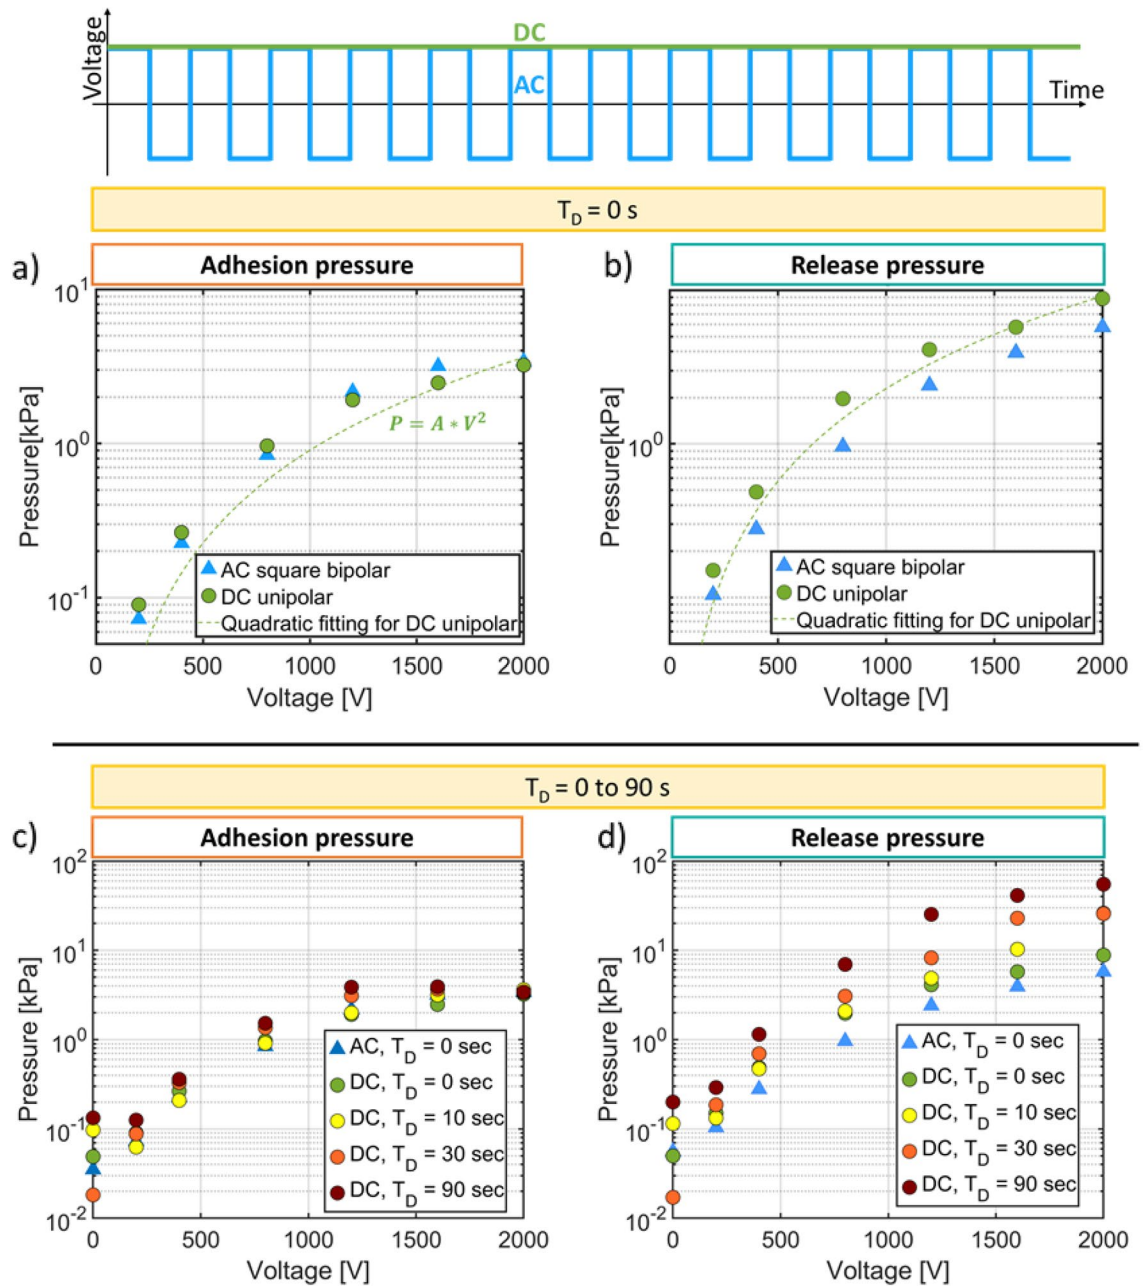 Voltage
DC
AC
Time
T_D = 0 s
a)
Adhesion pressure
b)
Release pressure
10^1
10^0
10^-1
Pressure[kPa]
P = A * V^2
AC square bipolar
DC unipolar
Quadratic fitting for DC unipolar
0 500 1000 1500 2000
Voltage [V]
10^0
Pressure[kPa]
AC square bipolar
DC unipolar
Quadratic fitting for DC unipolar
0 500 1000 1500 2000
Voltage [V]
T_D = 0 to 90 s
c)
Adhesion pressure
d)
Release pressure
10^2
10^1
10^0
10^-1
10^-2
Pressure [kPa]
AC, T_D = 0 sec
DC, T_D = 0 sec
DC, T_D = 10 sec
DC, T_D = 30 sec
DC, T_D = 90 sec
0 500 1000 1500 2000
Voltage [V]
10^2
10^1
10^0
10^-1
10^-2
Pressure [kPa]
AC, T_D = 0 sec
DC, T_D = 0 sec
DC, T_D = 10 sec
DC, T_D = 30 sec
DC, T_D = 90 sec
0 500 1000 1500 2000
Voltage [V]